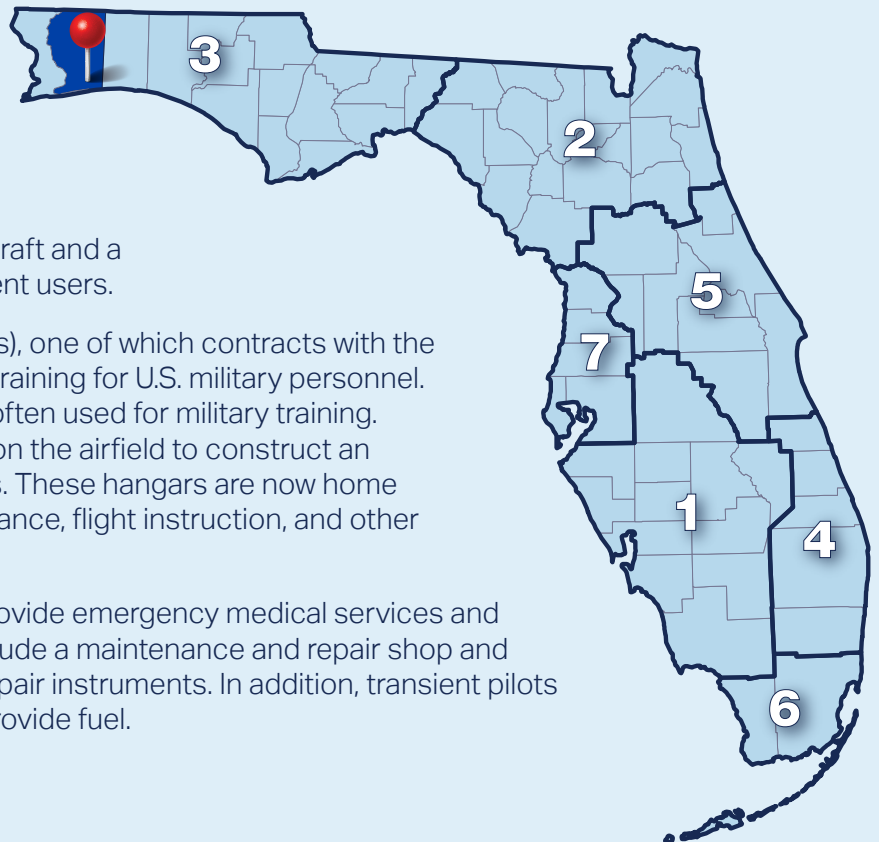 3
2
raft and a
ent users.
5
s), one of which contracts with the
7
raining for U.S. military personnel.
often used for military training.
on the airfield to construct an
s. These hangars are now home
1
ance, flight instruction, and other
4
ovide emergency medical services and
ude a maintenance and repair shop and
pair instruments. In addition, transient pilots
6
rovide fuel.